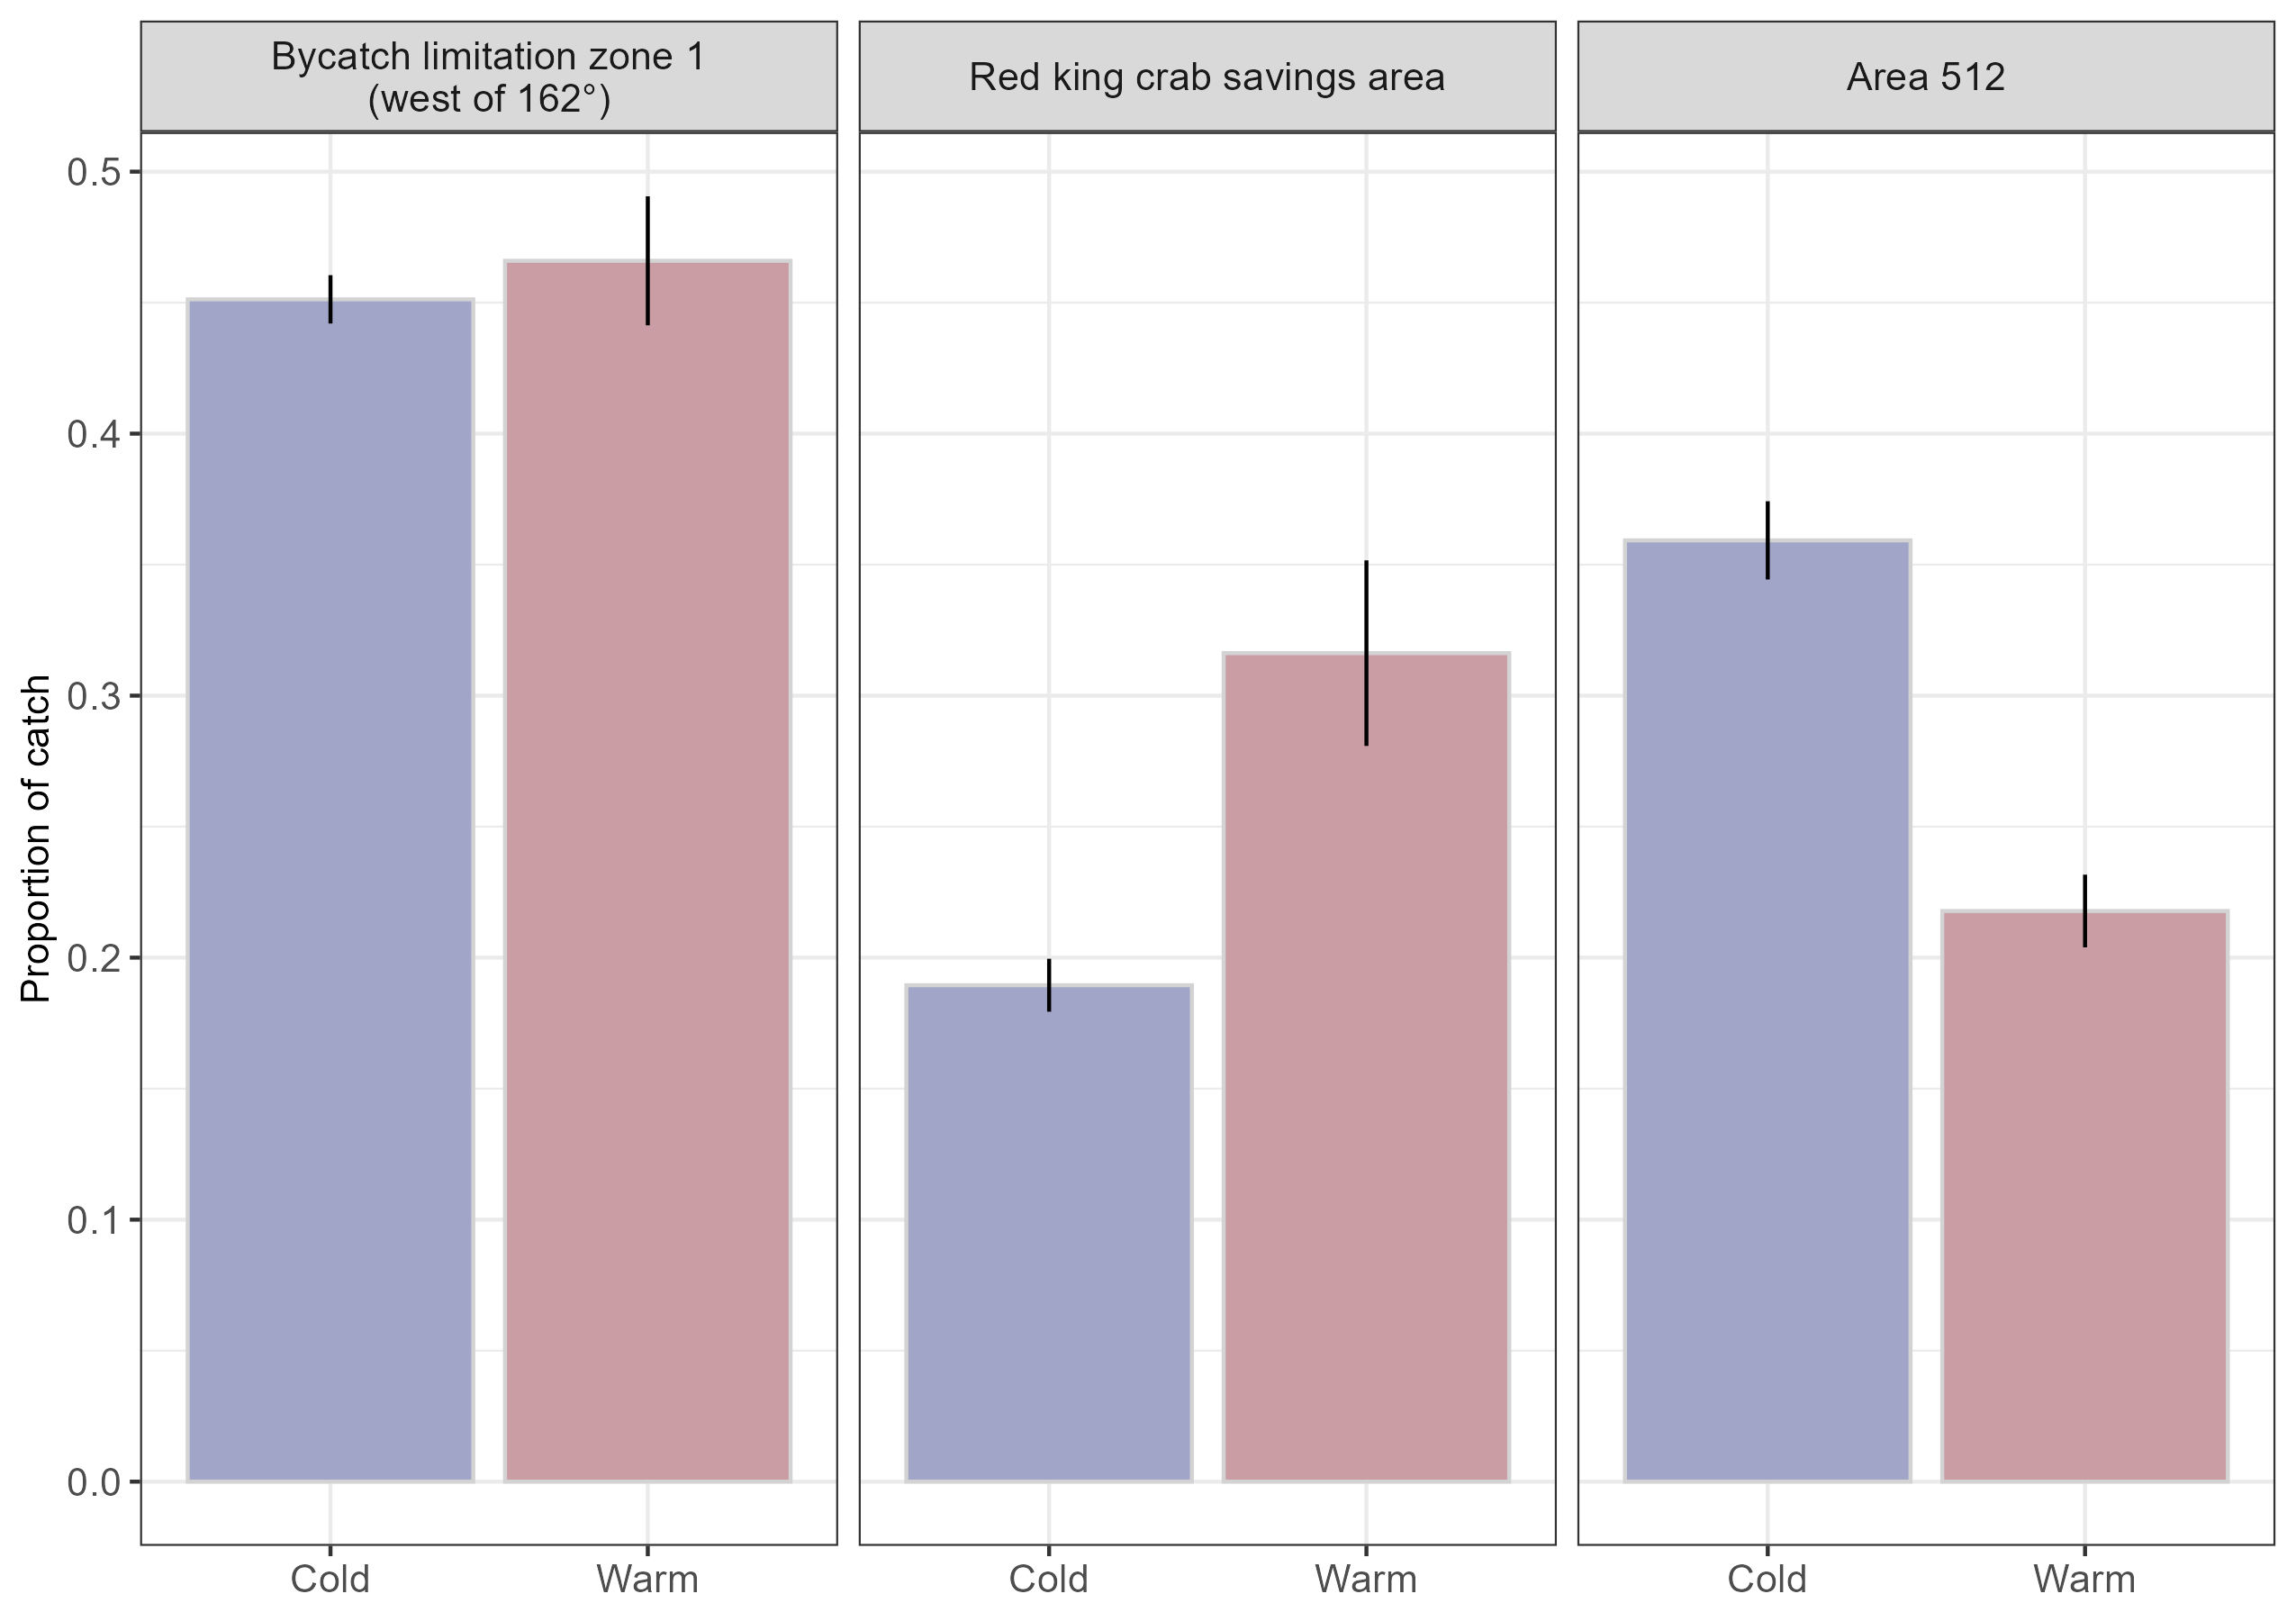 Bycatch limitation zone 1
(west of 162°)
Red king crab savings area
Area 512
Proportion of catch
0.5
0.4
0.3
0.2
0.1
0.0
Cold
Warm
Cold
Warm
Cold
Warm